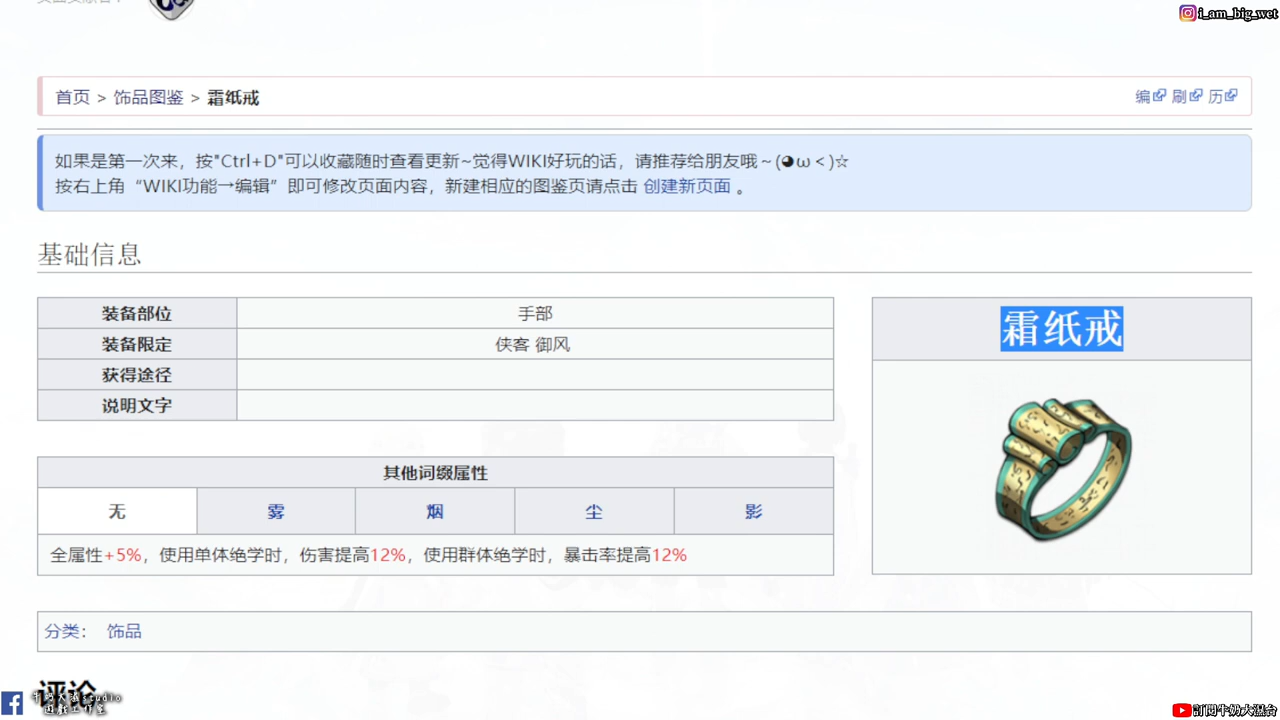 i_am_big_wet
首页 > 饰品图鉴 > 霜纸戒
编 刷 历
如果是第一次来，按"Ctrl+D"可以收藏随时查看更新~觉得WIKI好玩的话，请推荐给朋友哦～(◕ω＜)☆
按右上角“WIKI功能→编辑”即可修改页面内容，新建相应的图鉴页请点击 创建新页面 。
基础信息
装备部位 手部
装备限定 侠客 御风
获得途径
说明文字
霜纸戒
其他词缀属性
无 雾 烟 尘 影
全属性+5%，使用单体绝学时，伤害提高12%，使用群体绝学时，暴击率提高12%
分类： 饰品
评论
訂閱牛奶大混台